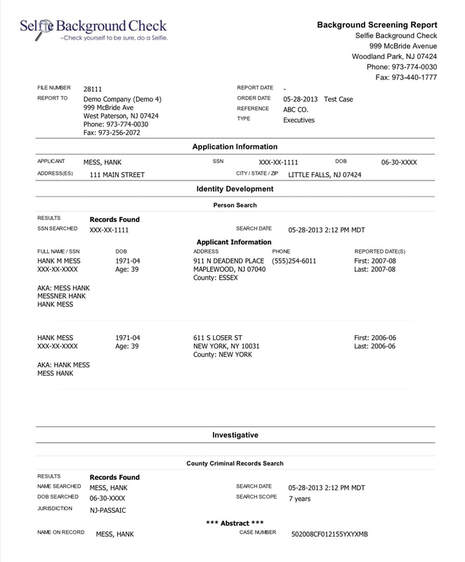 Selfie Background Check
~Check yourself to be sure, do a Selfie.
Background Screening Report
Selfie Background Check
999 McBride Avenue
Woodland Park, NJ 07424
Phone: 973-774-0030
Fax: 973-440-1777
FILE NUMBER 28111 REPORT DATE -
REPORT TO Demo Company (Demo 4) ORDER DATE 05-28-2013 Test Case
999 McBride Ave REFERENCE ABC CO.
West Paterson, NJ 07424 TYPE Executives
Phone: 973-774-0030
Fax: 973-256-2072
Application Information
APPLICANT MESS, HANK SSN XXX-XX-1111 DOB 06-30-XXXX
ADDRESS(ES) 111 MAIN STREET CITY / STATE / ZIP LITTLE FALLS, NJ 07424
Identity Development
Person Search
RESULTS Records Found
SSN SEARCHED XXX-XX-1111 SEARCH DATE 05-28-2013 2:12 PM MDT
Applicant Information
FULL NAME / SSN DOB ADDRESS PHONE REPORTED DATE(S)
HANK M MESS 1971-04 911 N DEADEND PLACE (555)254-6011 First: 2007-08
XXX-XX-XXXX Age: 39 MAPLEWOOD, NJ 07040 Last: 2007-08
County: ESSEX
AKA: MESS HANK
MESSNER HANK
HANK MESS
HANK MESS 1971-04 611 S LOSER ST First: 2006-06
XXX-XX-XXXX Age: 39 NEW YORK, NY 10031 Last: 2006-06
County: NEW YORK
AKA: HANK MESS
MESS HANK
Investigative
County Criminal Records Search
RESULTS Records Found
NAME SEARCHED MESS, HANK SEARCH DATE 05-28-2013 2:12 PM MDT
DOB SEARCHED 06-30-XXXX SEARCH SCOPE 7 years
JURISDICTION NJ-PASSAIC
*** Abstract ***
NAME ON RECORD MESS, HANK CASE NUMBER 502008CF012155YXYXMB